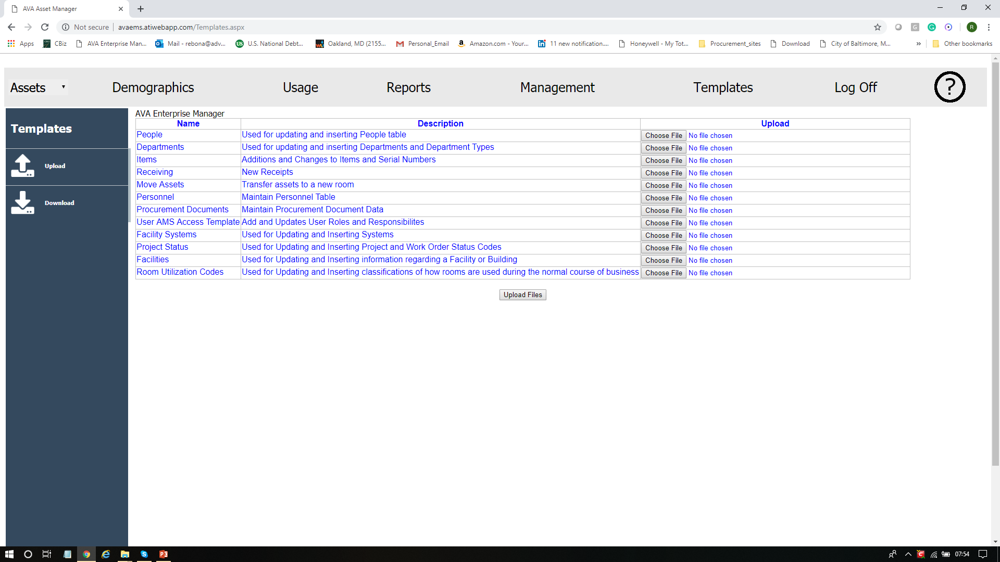 AVA Asset Manager
Not secure | avaems.atiwebapp.com/Templates.aspx
G
G
R
Apps
CBiz
AVA Enterprise Man...
Mail - rebona@adv...
U.S. National Debt...
Oakland, MD (2155...
Personal_Email
Amazon.com - Your...
11 new notification....
Honeywell - My Tot...
Procurement_sites
Download
City of Baltimore, M...
»
Other bookmarks
Assets
Demographics
Usage
Reports
Management
Templates
Log Off
?
Templates
Upload
Download
AVA Enterprise Manager
Name Description Upload
People Used for updating and inserting People table Choose File No file chosen
Departments Used for updating and inserting Departments and Department Types Choose File No file chosen
Items Additions and Changes to Items and Serial Numbers Choose File No file chosen
Receiving New Receipts Choose File No file chosen
Move Assets Transfer assets to a new room Choose File No file chosen
Personnel Maintain Personnel Table Choose File No file chosen
Procurement Documents Maintain Procurement Document Data Choose File No file chosen
User AMS Access Template Add and Updates User Roles and Responsibilites Choose File No file chosen
Facility Systems Used for Updating and Inserting Systems Choose File No file chosen
Project Status Used for Updating and Inserting Project and Work Order Status Codes Choose File No file chosen
Facilities Used for Updating and Inserting information regarding a Facility or Building Choose File No file chosen
Room Utilization Codes Used for Updating and Inserting classifications of how rooms are used during the normal course of business Choose File No file chosen
Upload Files
07:54